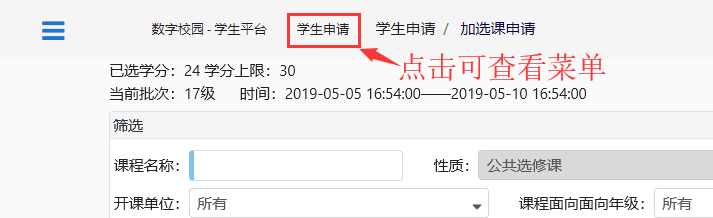 数字校园 - 学生平台 学生申请 学生申请 / 加选课申请
点击可查看菜单
已选学分：24 学分上限：30
当前批次：17级 时间：2019-05-05 16:54:00——2019-05-10 16:54:00
筛选
课程名称： 性质： 公共选修课
开课单位： 所有 课程面向面向年级： 所有